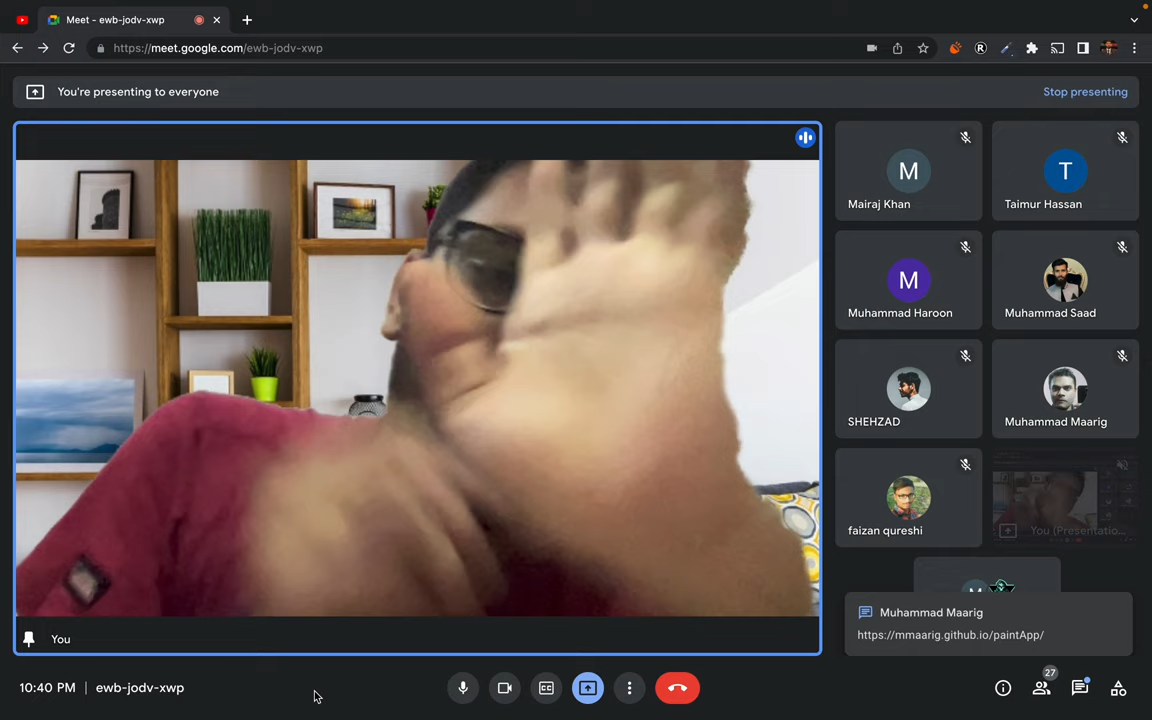 Meet - ewb-jodv-xwp
https://meet.google.com/ewb-jodv-xwp
You're presenting to everyone
Stop presenting
M
T
Mairaj Khan
Taimur Hassan
M
Muhammad Haroon
Muhammad Saad
SHEHZAD
Muhammad Maarig
faizan qureshi
You (Presentatio...
Muhammad Maarig
https://mmaarig.github.io/paintApp/
You
10:40 PM | ewb-jodv-xwp
27